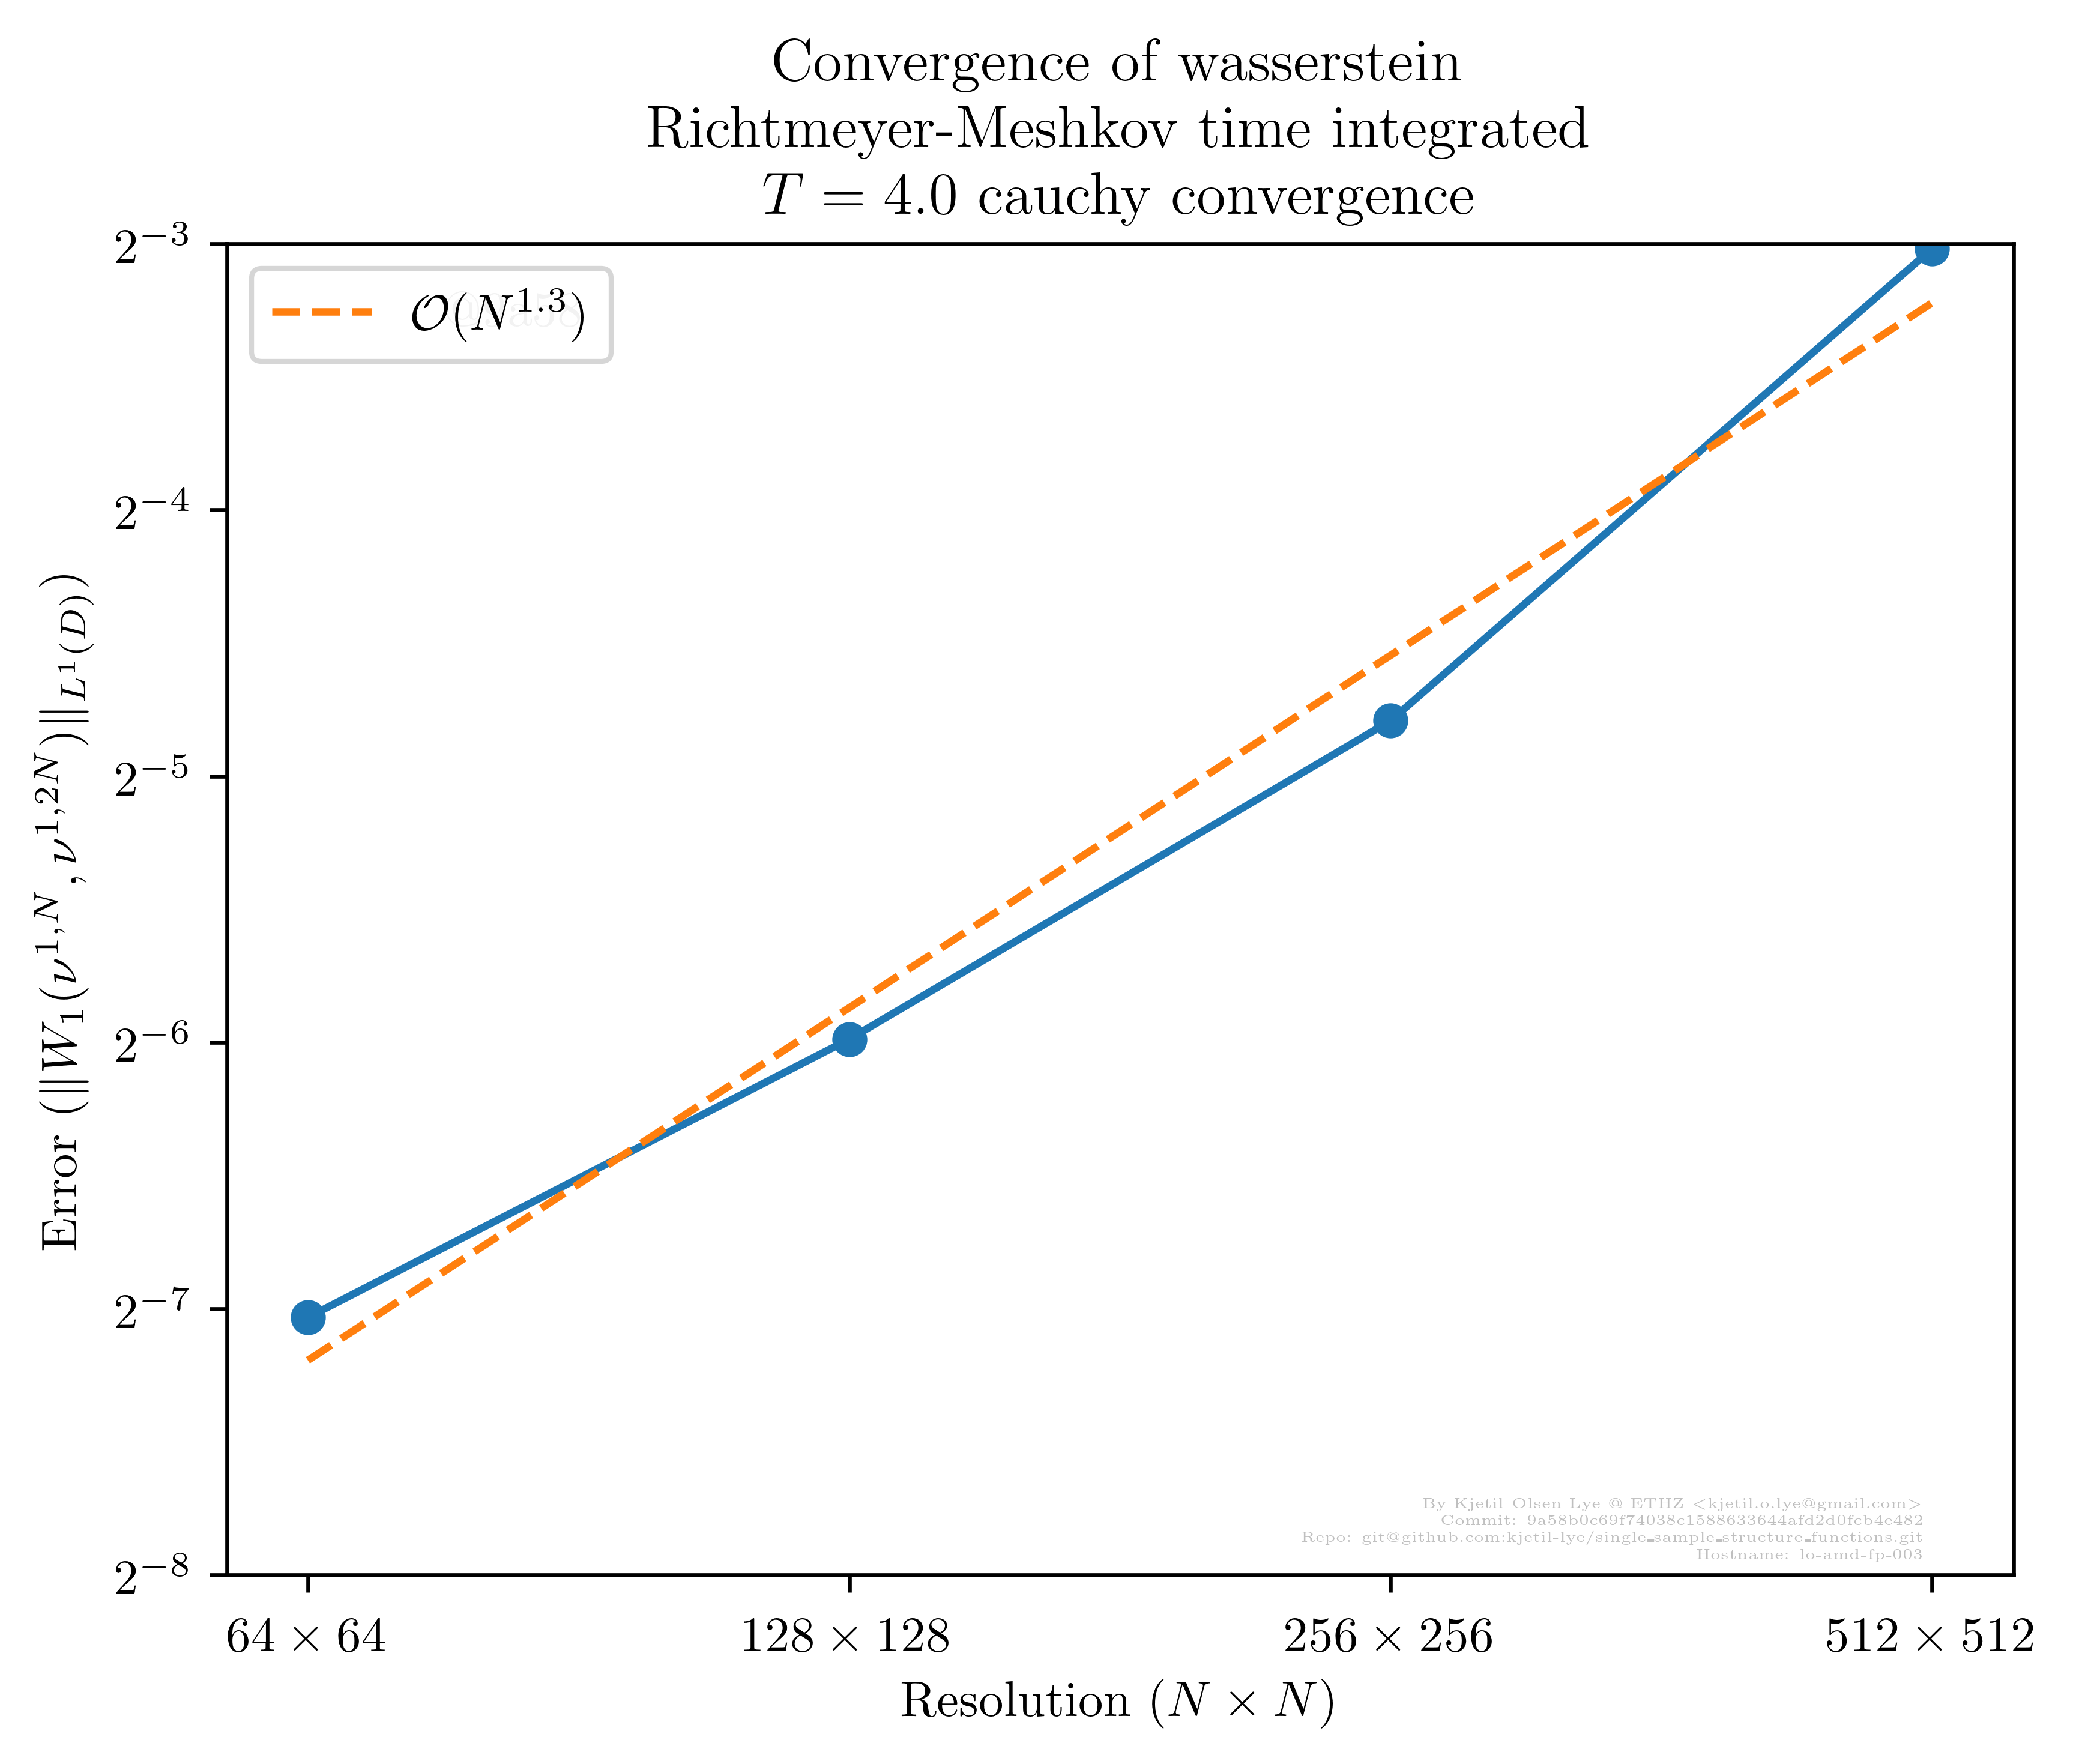 Convergence of wasserstein
Richtmeyer-Meshkov time integrated
T = 4.0 cauchy convergence
𝒪(N^{1.3})
2^{−3}
2^{−4}
2^{−5}
2^{−6}
2^{−7}
2^{−8}
Error (||W_1(ν^{1,N}, ν^{1,2N})||_{L^1(D)})
By Kjetil Olsen Lye @ ETHZ <kjetil.o.lye@gmail.com>
Commit: 9a58b0c69f74038c1588633644afd2d0fcb4e482
Repo: git@github.com:kjetil-lye/single_sample_structure_functions.git
Hostname: lo-amd-fp-003
64 × 64
128 × 128
256 × 256
512 × 512
Resolution (N × N)